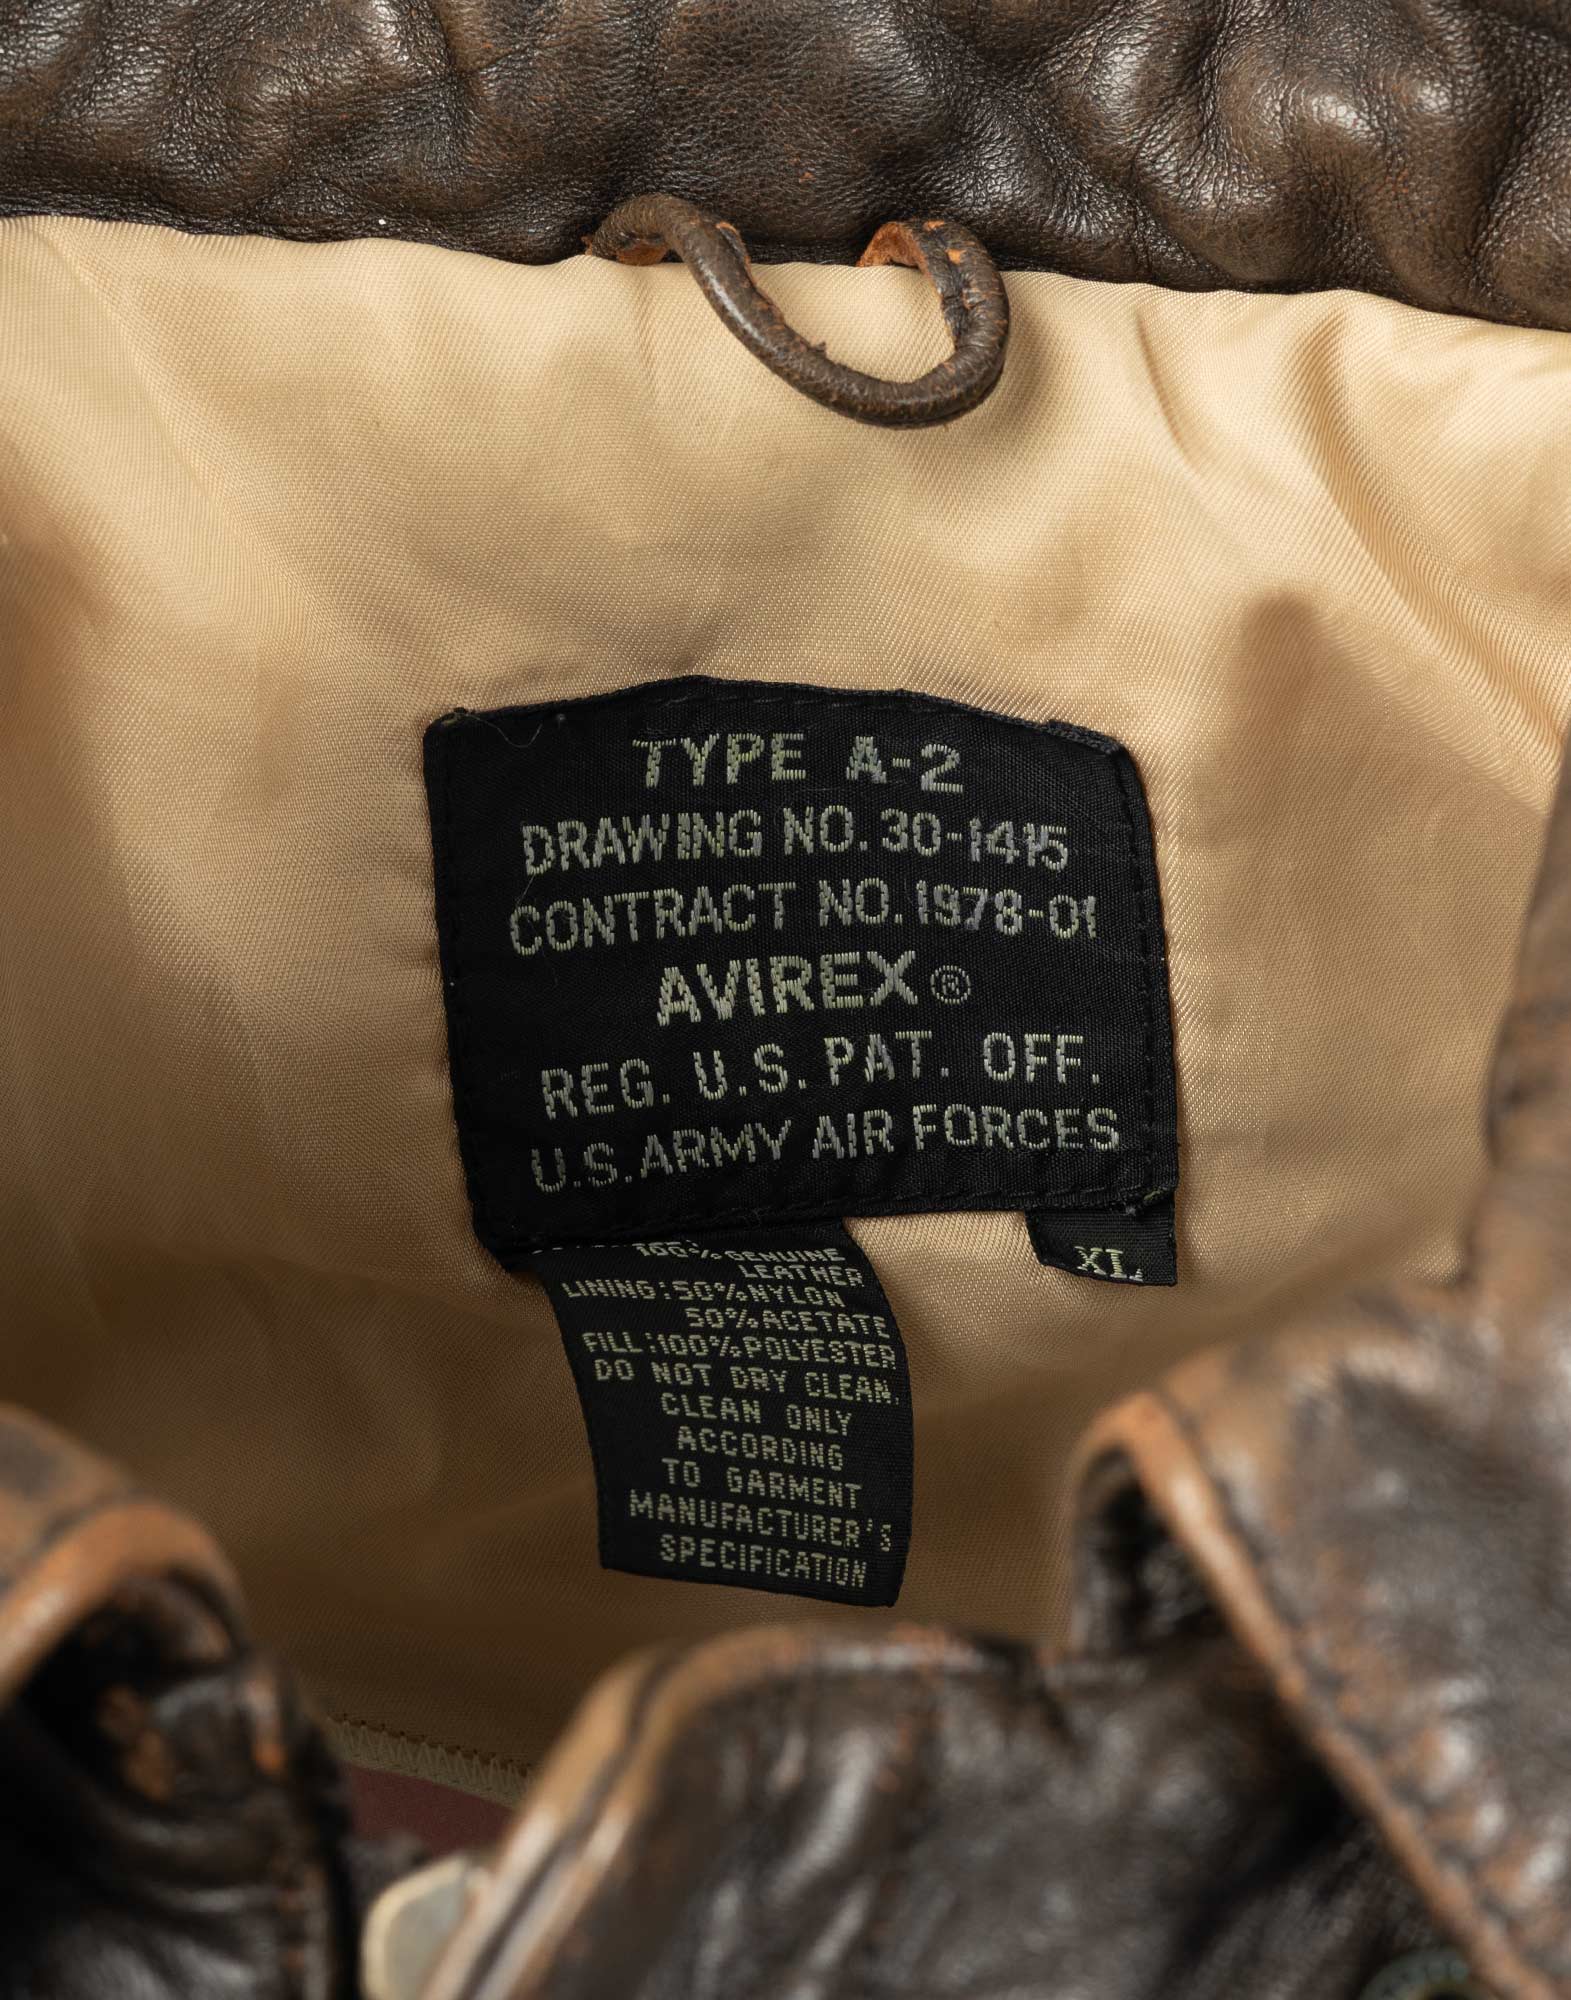 TYPE A-2
DRAWING NO. 30-1415
CONTRACT NO. 1978-01
AVIREX ®
REG. U.S. PAT. OFF.
U.S. ARMY AIR FORCES
XL
100% GENUINE
LEATHER
LINING: 50% NYLON
50% ACETATE
FILL: 100% POLYESTER
DO NOT DRY CLEAN.
CLEAN ONLY
ACCORDING
TO GARMENT
MANUFACTURER'S
SPECIFICATION